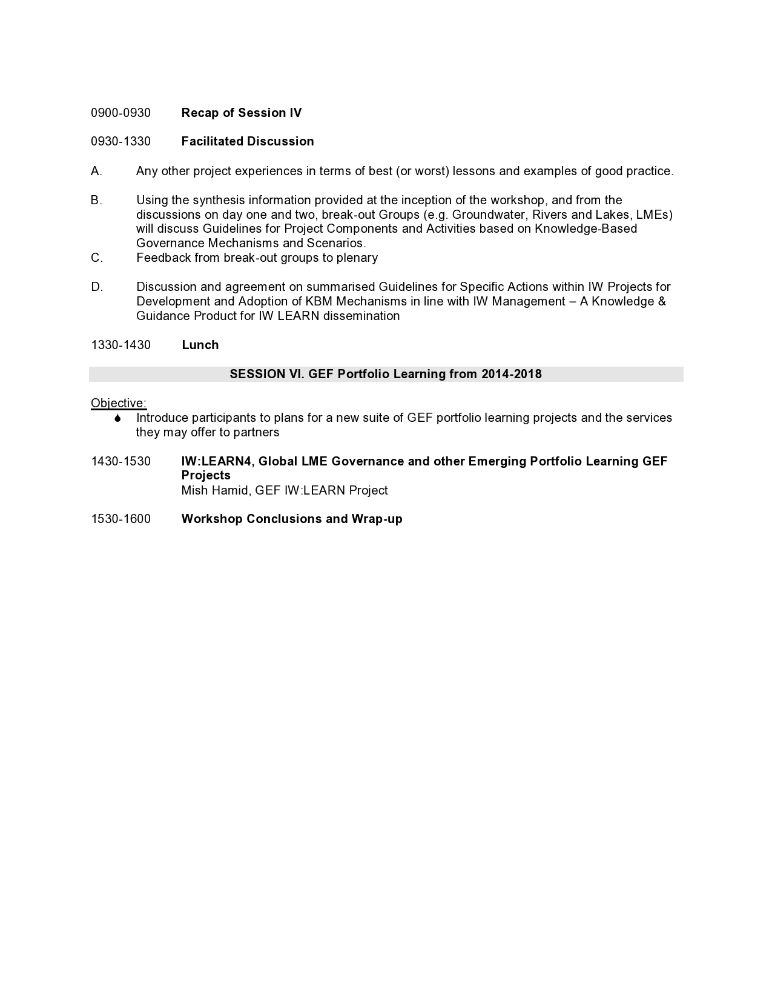 0900-0930 Recap of Session IV
0930-1330 Facilitated Discussion
A. Any other project experiences in terms of best (or worst) lessons and examples of good practice.
B. Using the synthesis information provided at the inception of the workshop, and from the
discussions on day one and two, break-out Groups (e.g. Groundwater, Rivers and Lakes, LMEs)
will discuss Guidelines for Project Components and Activities based on Knowledge-Based
Governance Mechanisms and Scenarios.
C. Feedback from break-out groups to plenary
D. Discussion and agreement on summarised Guidelines for Specific Actions within IW Projects for
Development and Adoption of KBM Mechanisms in line with IW Management – A Knowledge &
Guidance Product for IW LEARN dissemination
1330-1430 Lunch
SESSION VI. GEF Portfolio Learning from 2014-2018
Objective:
Introduce participants to plans for a new suite of GEF portfolio learning projects and the services
they may offer to partners
1430-1530 IW:LEARN4, Global LME Governance and other Emerging Portfolio Learning GEF
Projects
Mish Hamid, GEF IW:LEARN Project
1530-1600 Workshop Conclusions and Wrap-up